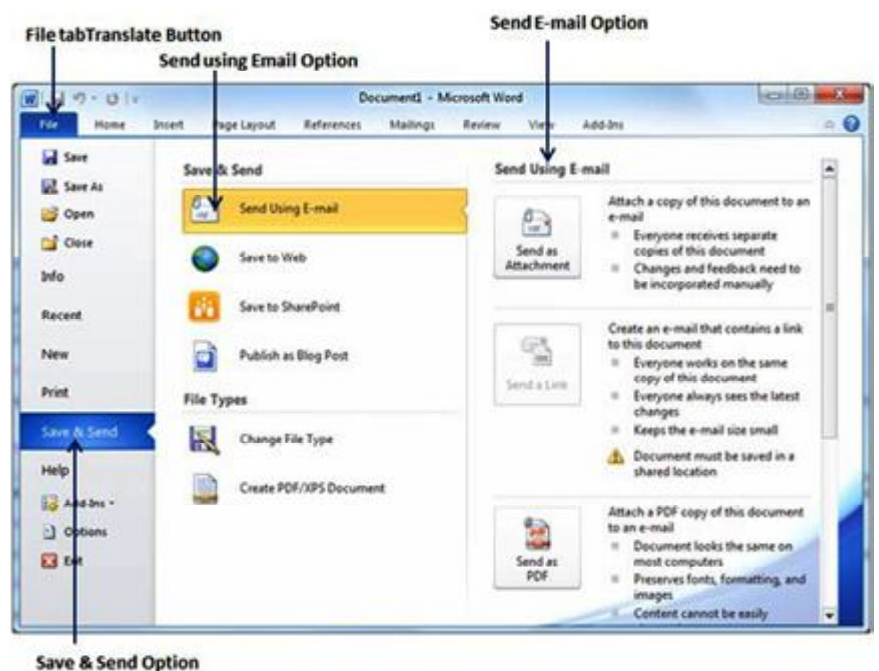 Send E-mail Option
File tabTranslate Button
Send using Email Option
Document1 - Microsoft Word
File Home Insert Page Layout References Mailings Review View Add-Ins
Save
Save As
Open
Close
Info
Recent
New
Print
Save & Send
Help
Add-Ins
Options
Exit
Save & Send
Send Using E-mail
Save to Web
Save to SharePoint
Publish as Blog Post
File Types
Change File Type
Create PDF/XPS Document
Send Using E-mail
Send as
Attachment
Attach a copy of this document to an
e-mail
Everyone receives separate
copies of this document
Changes and feedback need to
be incorporated manually
Send a Link
Create an e-mail that contains a link
to this document
Everyone works on the same
copy of this document
Everyone always sees the latest
changes
Keeps the e-mail size small
Document must be saved in a
shared location
Send as
PDF
Attach a PDF copy of this document
to an e-mail
Document looks the same on
most computers
Preserves fonts, formatting, and
images
Content cannot be easily
Save & Send Option